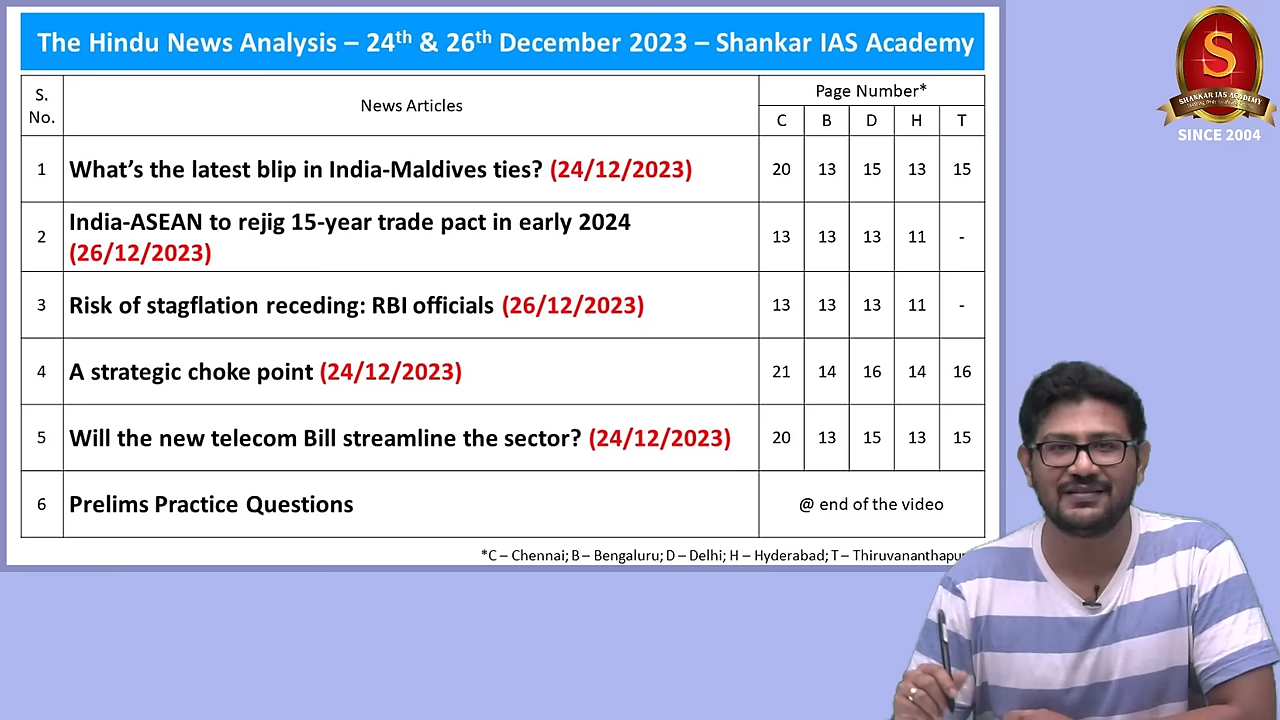 The Hindu News Analysis – 24th & 26th December 2023 – Shankar IAS Academy
S. No.
News Articles
Page Number*
C B D H T
1 What's the latest blip in India-Maldives ties? (24/12/2023) 20 13 15 13 15
2 India-ASEAN to rejig 15-year trade pact in early 2024
(26/12/2023) 13 13 13 11 -
3 Risk of stagflation receding: RBI officials (26/12/2023) 13 13 13 11 -
4 A strategic choke point (24/12/2023) 21 14 16 14 16
5 Will the new telecom Bill streamline the sector? (24/12/2023) 20 13 15 13 15
6 Prelims Practice Questions @ end of the video
*C – Chennai; B – Bengaluru; D – Delhi; H – Hyderabad; T – Thiruvananthapur
S
SHANKAR IAS ACADEMY
SINCE 2004